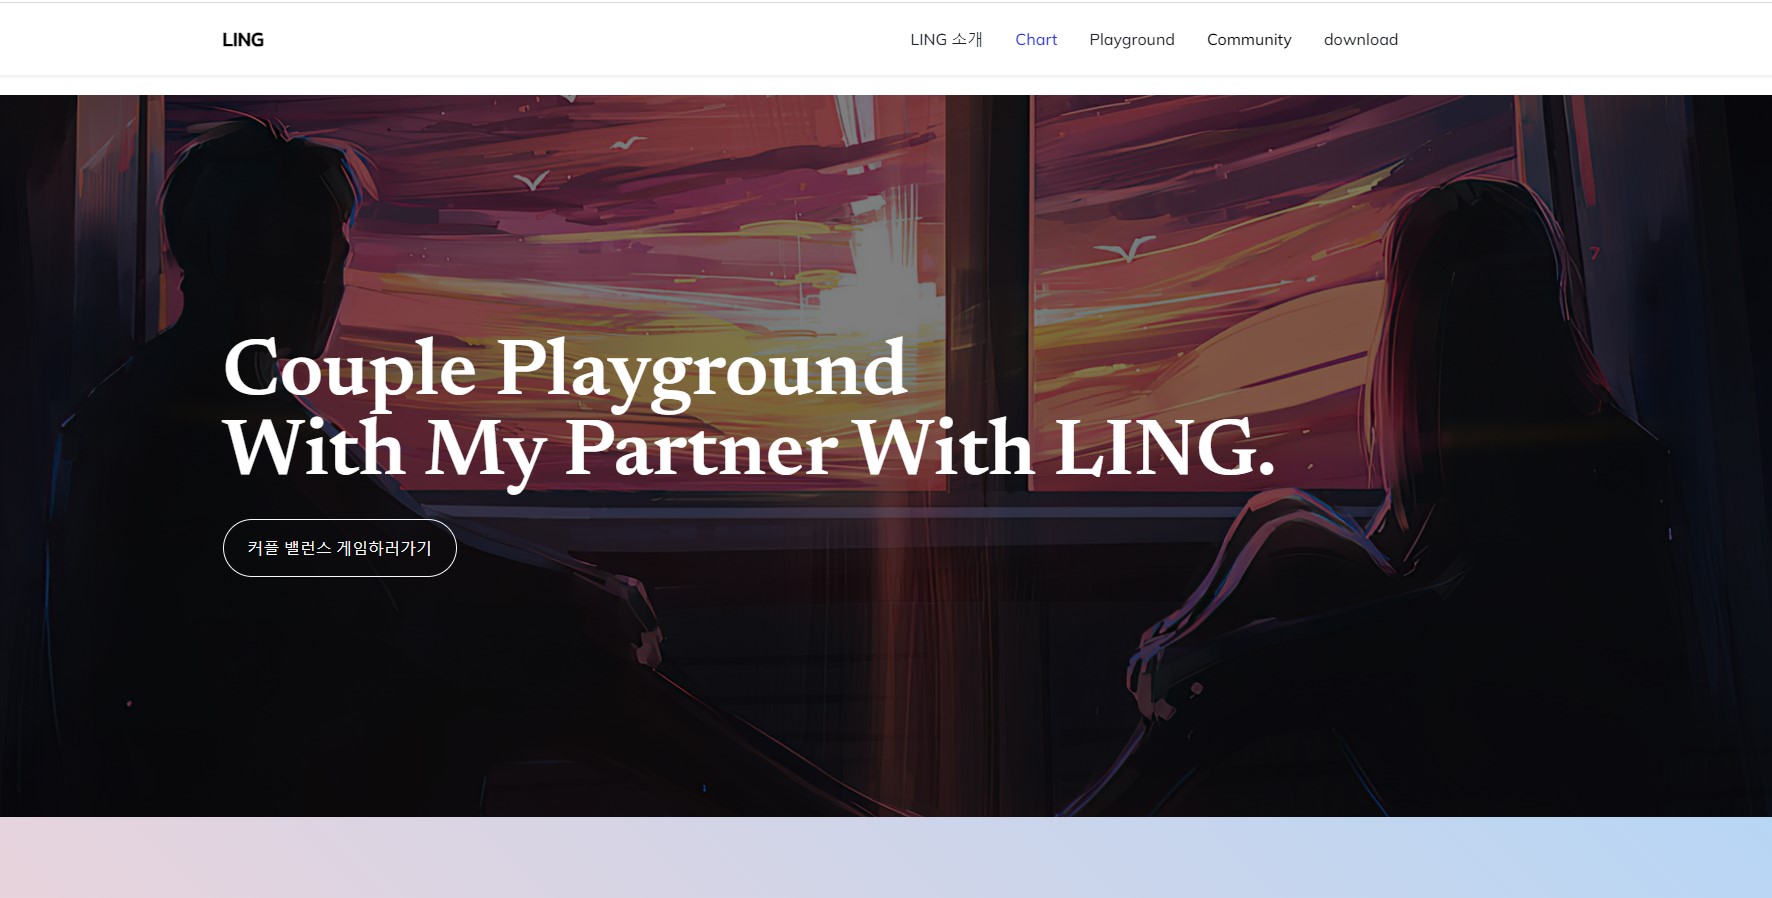 LING
LING 소개
Chart
Playground
Community
download
Couple Playground
With My Partner With LING.
커플 밸런스 게임하러가기